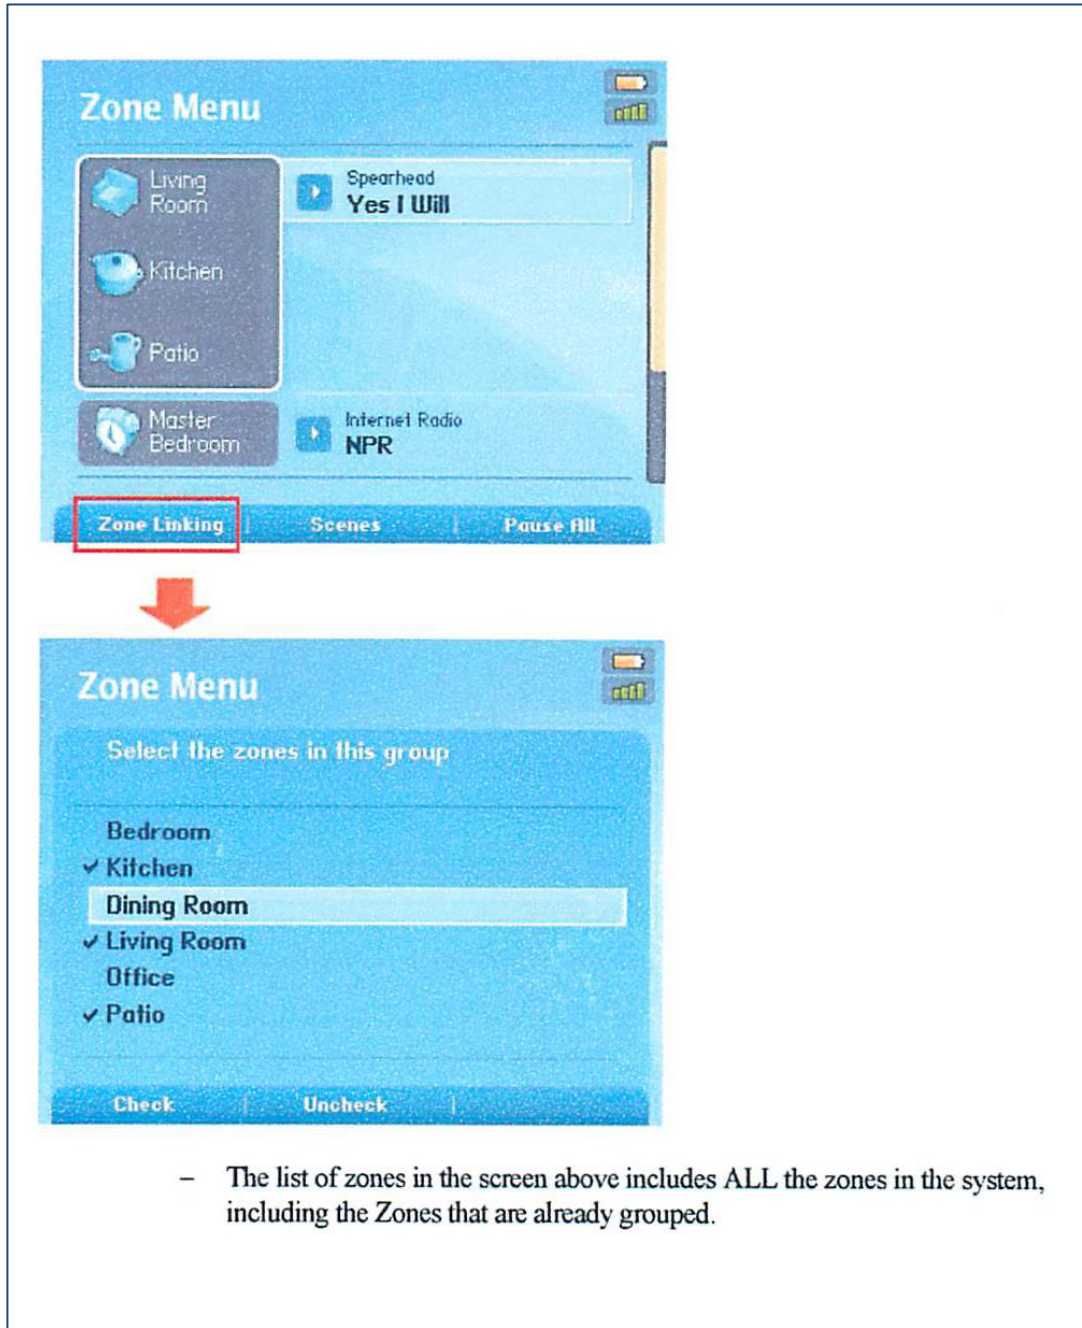 Zone Menu
Living
Room
Spearhead
Yes I Will
Kitchen
Patio
Master
Bedroom
Internet Radio
NPR
Zone Linking | Scenes | Pause All
Zone Menu
Select the zones in this group
Bedroom
✓ Kitchen
Dining Room
✓ Living Room
Office
✓ Patio
Check | Uncheck |
– The list of zones in the screen above includes ALL the zones in the system,
including the Zones that are already grouped.